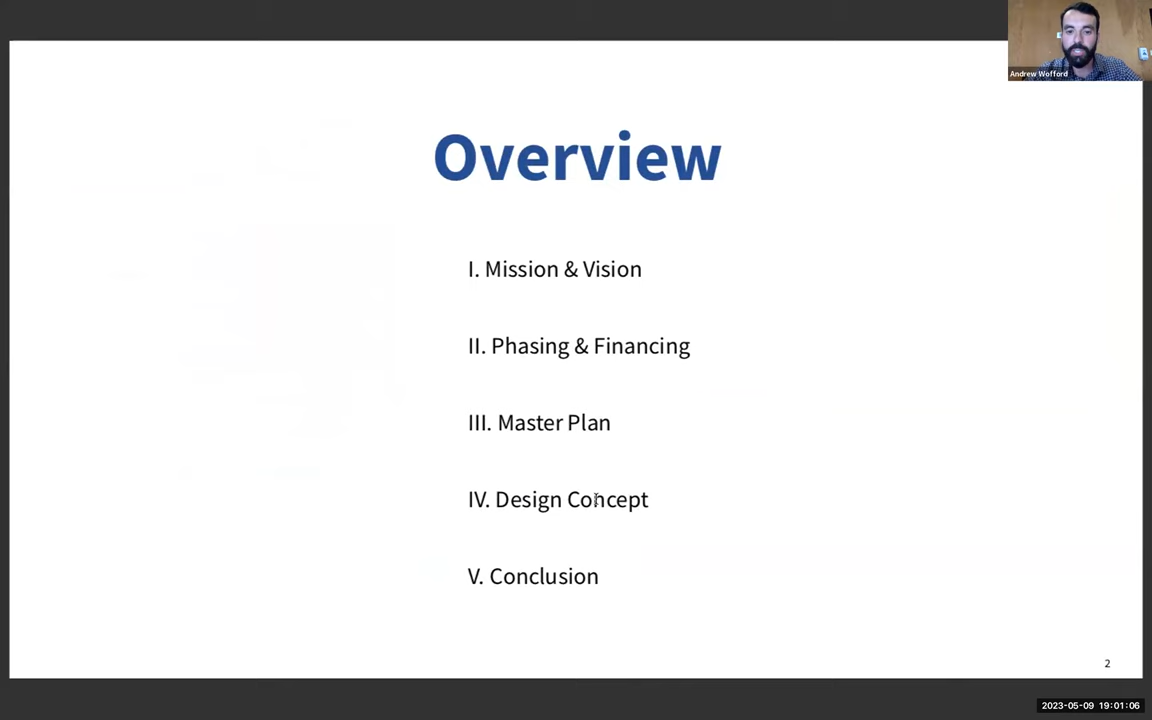 Andrew Wofford
Overview
I. Mission & Vision
II. Phasing & Financing
III. Master Plan
IV. Design Concept
V. Conclusion
2
2023-05-09 19:01:06